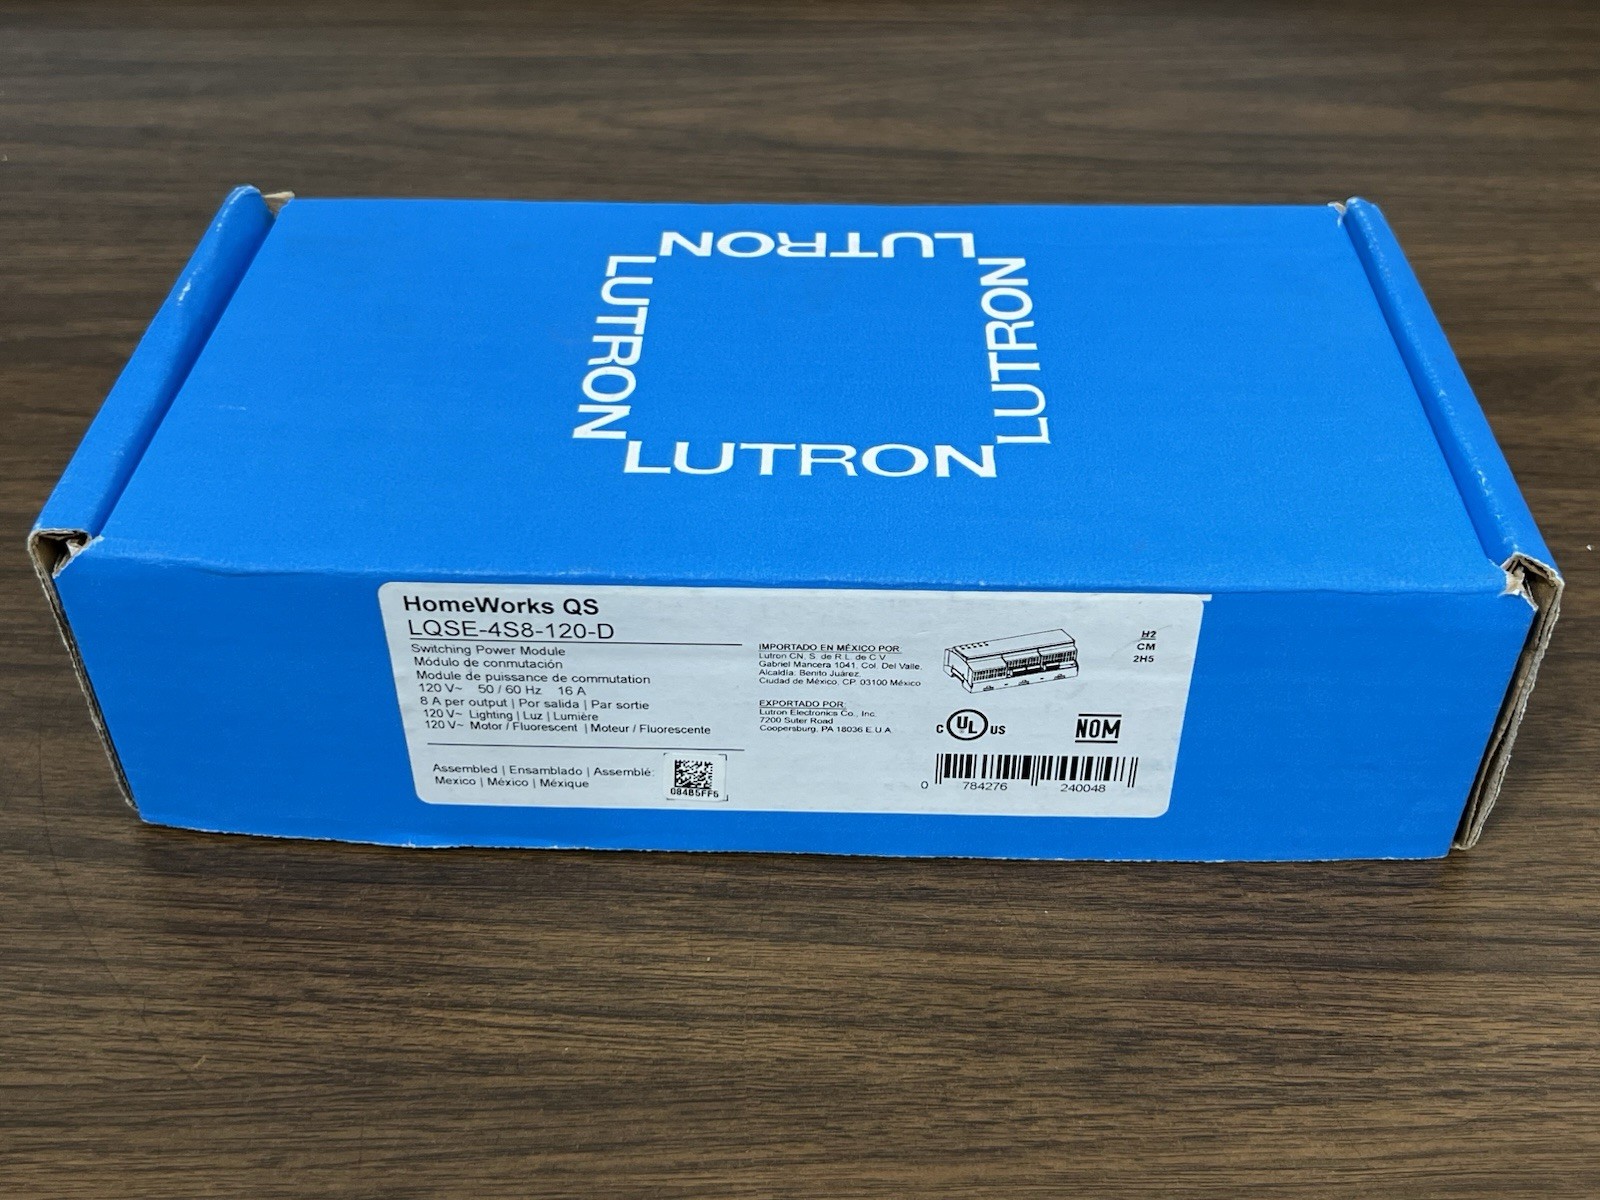 LUTRON
LUTRON
LUTRON
LUTRON
HomeWorks QS
LQSE-4S8-120-D
Switching Power Module
Módulo de conmutación
Module de puissance de commutation
120 V~ 50 / 60 Hz 16 A
8 A per output | Por salida | Par sortie
120 V~ Lighting | Luz | Lumière
120 V~ Motor / Fluorescent | Moteur / Fluorescente
Assembled | Ensamblado | Assemblé:
Mexico | México | Méxique
084B5FF5
IMPORTADO EN MÉXICO POR:
Lutron CN, S. de R.L. de C.V.
Gabriel Mancera 1041, Col. Del Valle,
Alcaldía. Benito Juárez,
Ciudad de México, CP. 03100 México
EXPORTADO POR:
Lutron Electronics Co., Inc.
7200 Suter Road
Coopersburg, PA 18036 E.U.A.
H2
CM
2H5
C UL US
NOM
0 784276 240048